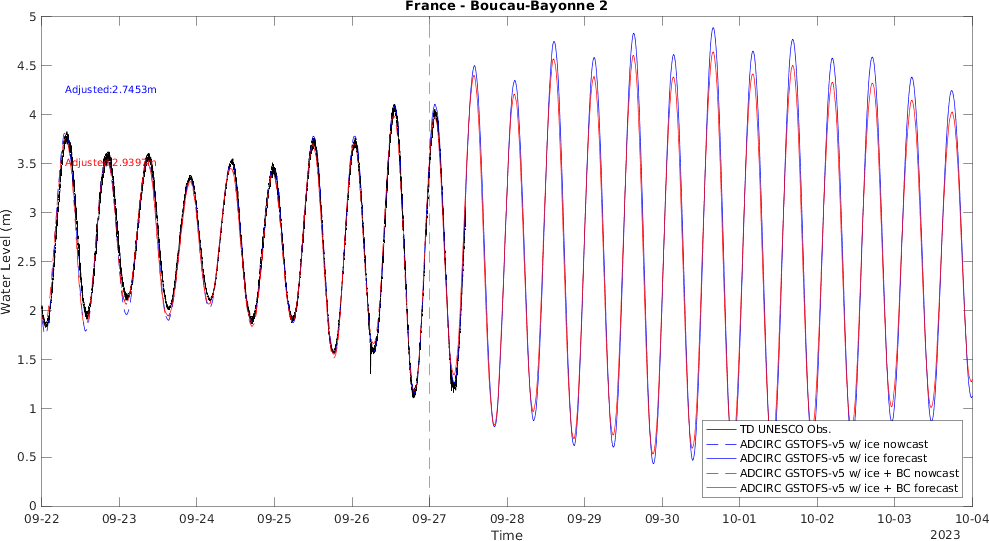 France - Boucau-Bayonne 2
5
4.5
4
3.5
3
2.5
2
1.5
1
0.5
0
Water Level (m)
Adjusted:2.7453m
Adjusted:2.9397m
TD UNESCO Obs.
ADCIRC GSTOFS-v5 w/ ice nowcast
ADCIRC GSTOFS-v5 w/ ice forecast
ADCIRC GSTOFS-v5 w/ ice + BC nowcast
ADCIRC GSTOFS-v5 w/ ice + BC forecast
09-22 09-23 09-24 09-25 09-26 09-27 09-28 09-29 09-30 10-01 10-02 10-03 10-04
Time
2023